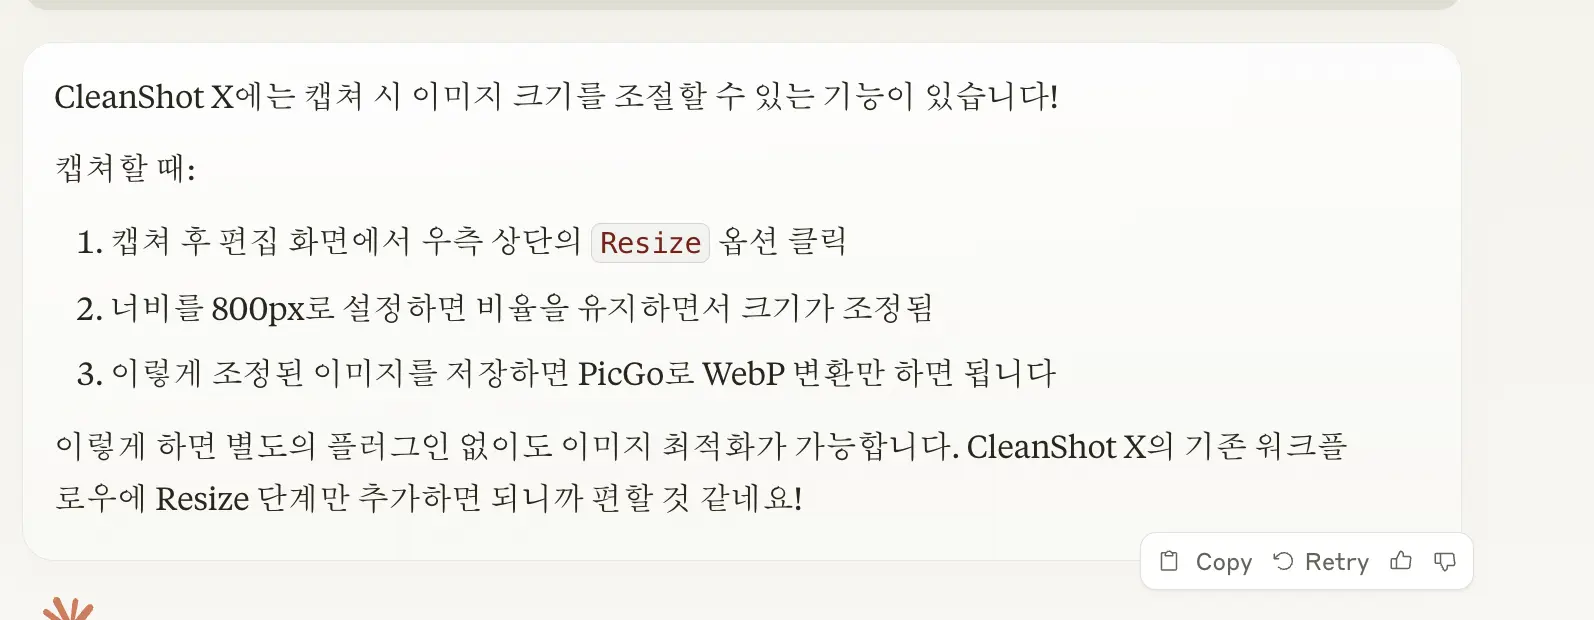 CleanShot X에는 캡쳐 시 이미지 크기를 조절할 수 있는 기능이 있습니다!
캡쳐할 때:
1. 캡쳐 후 편집 화면에서 우측 상단의 Resize 옵션 클릭
2. 너비를 800px로 설정하면 비율을 유지하면서 크기가 조정됨
3. 이렇게 조정된 이미지를 저장하면 PicGo로 WebP 변환만 하면 됩니다
이렇게 하면 별도의 플러그인 없이도 이미지 최적화가 가능합니다. CleanShot X의 기존 워크플
로우에 Resize 단계만 추가하면 되니까 편할 것 같네요!
Copy Retry